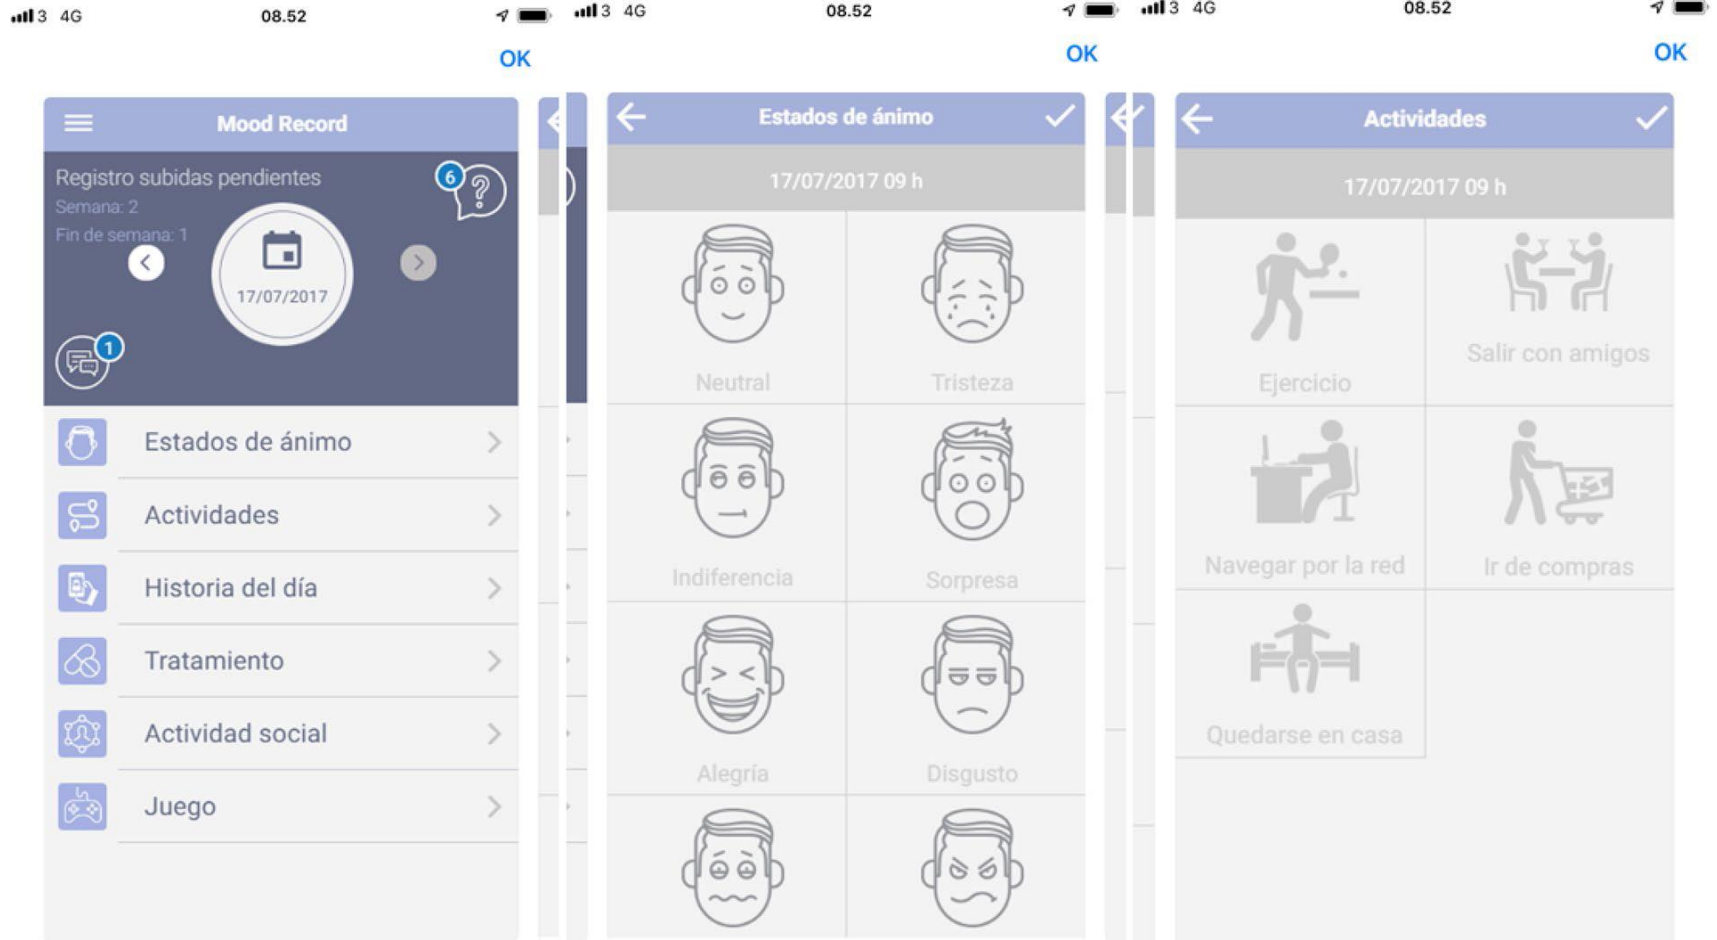 3 4G 08.52
OK
Mood Record
Registro subidas pendientes
6
?
Semana: 2
Fin de semana: 1
17/07/2017
1
Estados de ánimo
Actividades
Historia del día
Tratamiento
Actividad social
Juego
3 4G 08.52
OK
Estados de ánimo
17/07/2017 09 h
Neutral Tristeza
Indiferencia Sorpresa
Alegría Disgusto
3 4G 08.52
OK
Actividades
17/07/2017 09 h
Ejercicio Salir con amigos
Navegar por la red Ir de compras
Quedarse en casa